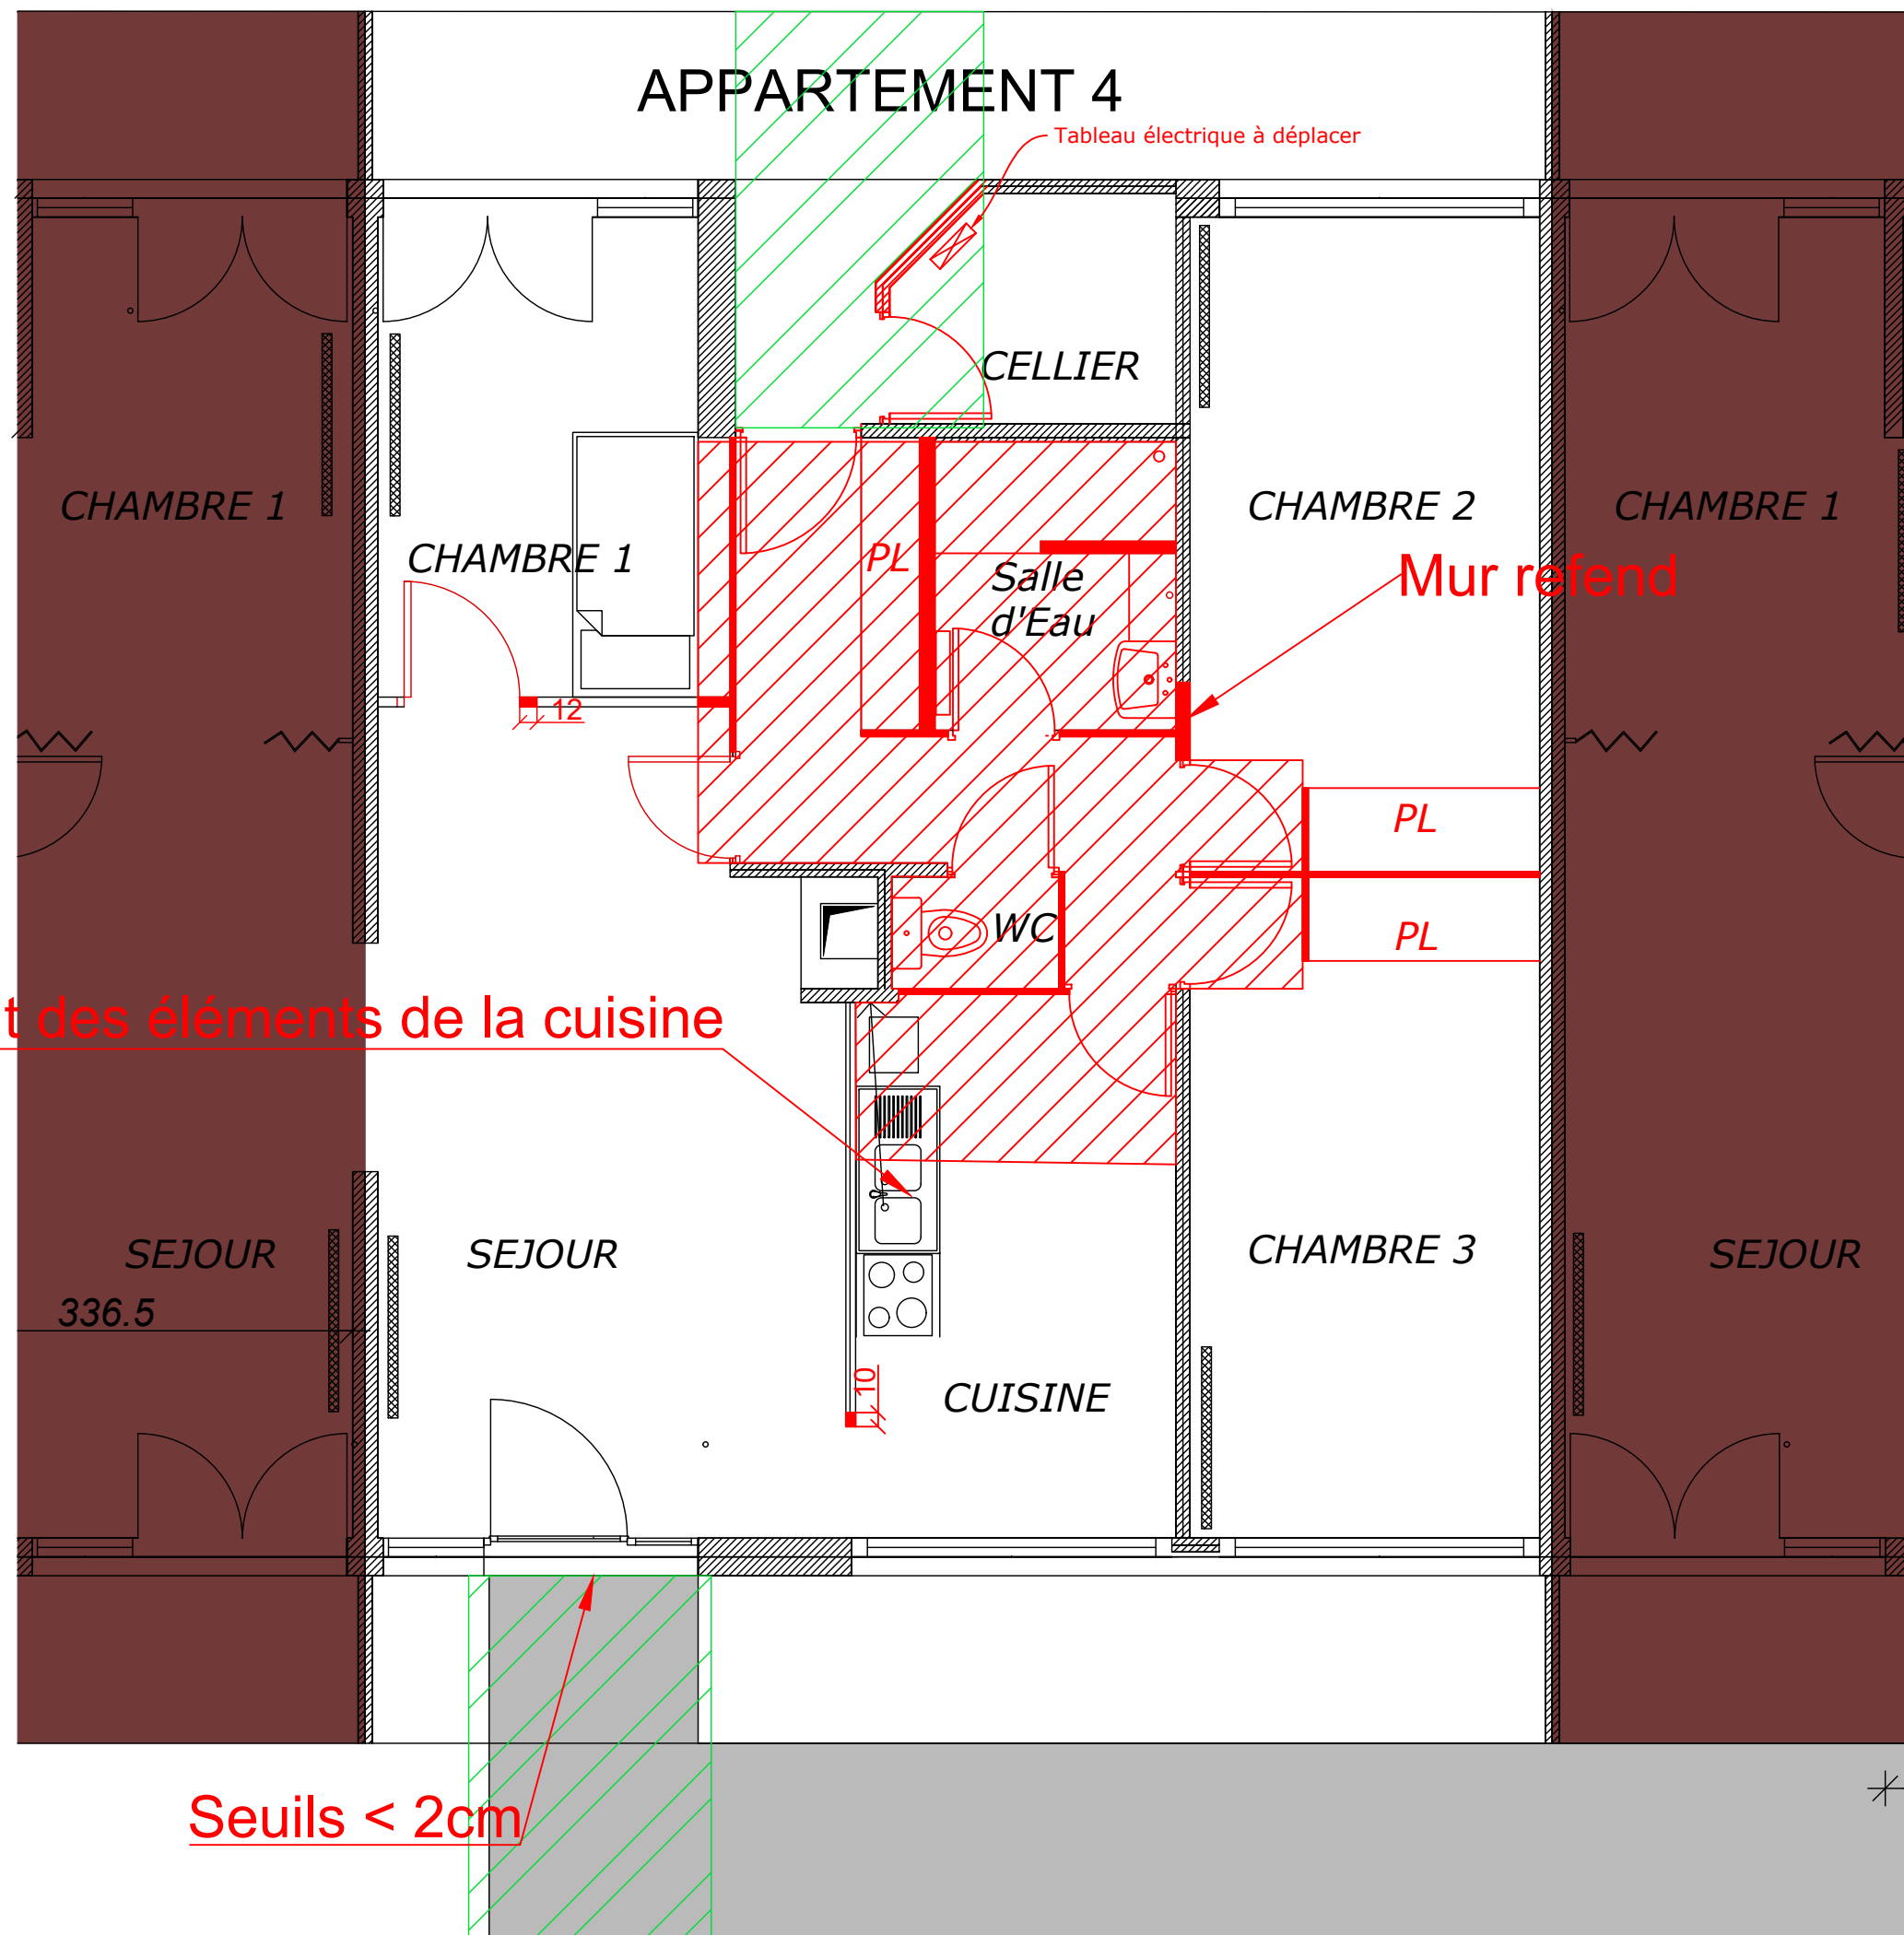 APPARTEMENT 4
Tableau électrique à déplacer
CELLIER
CHAMBRE 1
CHAMBRE 1
CHAMBRE 2
CHAMBRE 1
PL
Salle
d'Eau
Mur refend
12
PL
WC
PL
t des éléments de la cuisine
SEJOUR
SEJOUR
CHAMBRE 3
SEJOUR
336.5
10
CUISINE
Seuils < 2cm